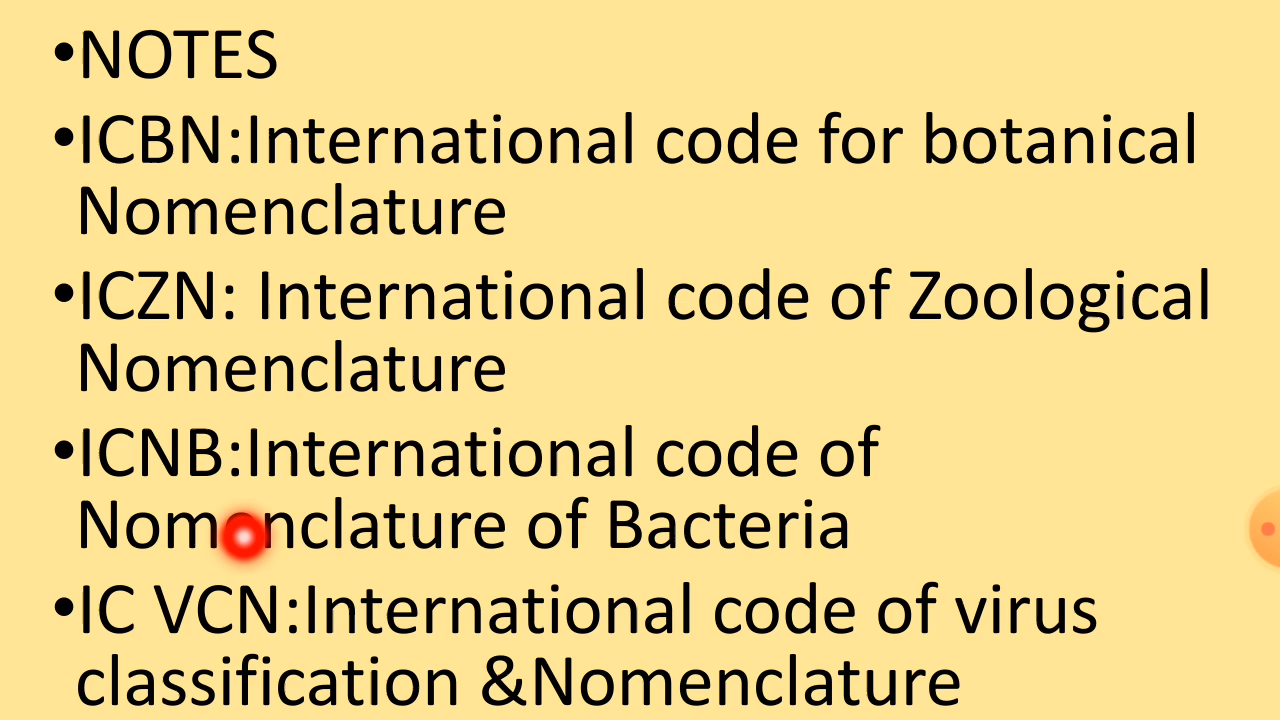 •NOTES
•ICBN:International code for botanical
Nomenclature
•ICZN: International code of Zoological
Nomenclature
•ICNB:International code of
Nomenclature of Bacteria
•IC VCN:International code of virus
classification &Nomenclature